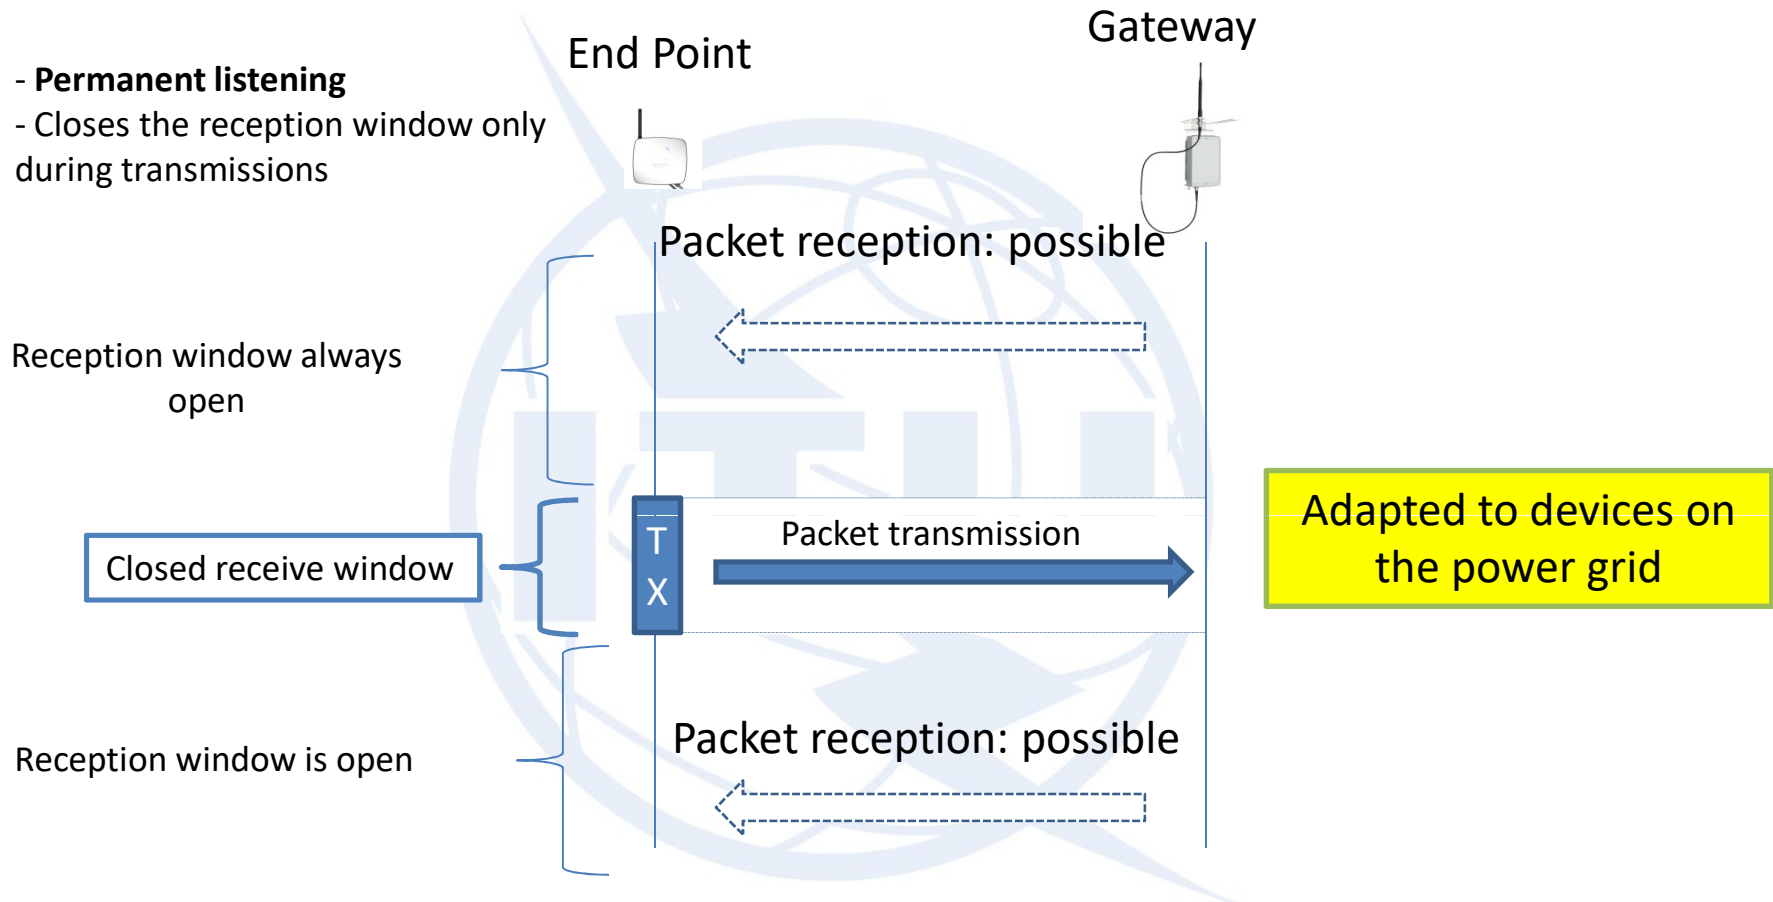 End Point
Gateway
- Permanent listening
- Closes the reception window only
during transmissions
Packet reception: possible
Reception window always
open
Closed receive window
T
X
Packet transmission
Adapted to devices on
the power grid
Packet reception: possible
Reception window is open
ITU